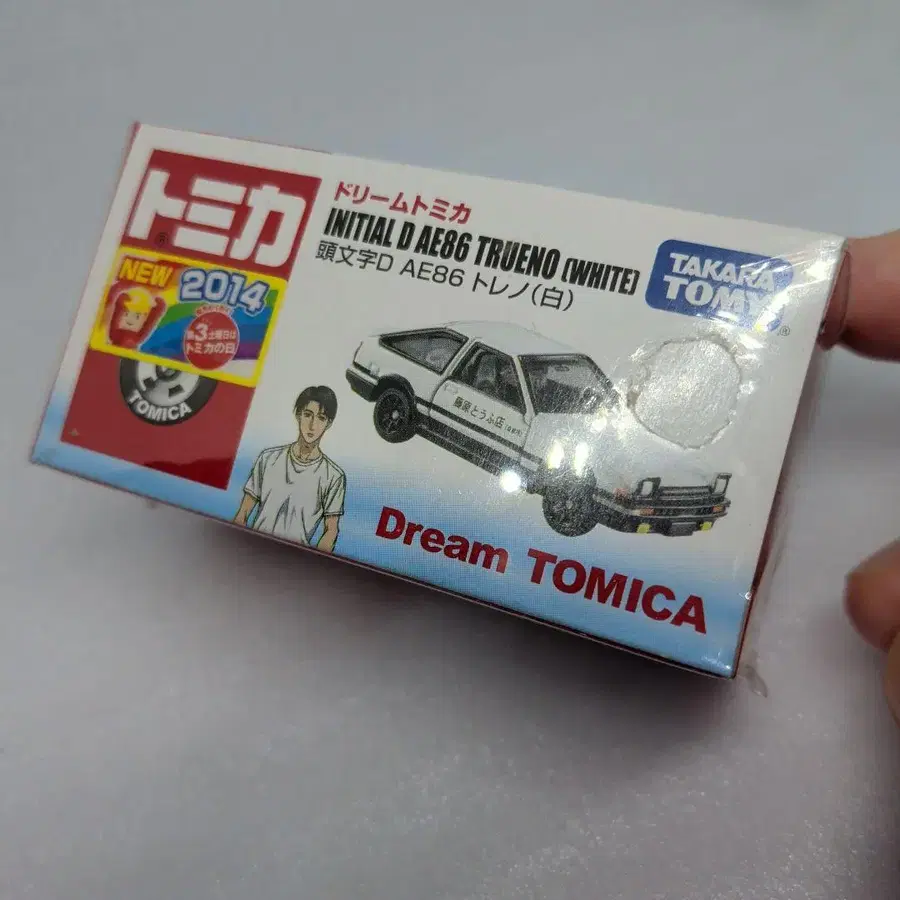 トミカ
NEW 2014
第3土曜日は
トミカの日
TOMICA
ドリームトミカ
INITIAL D AE86 TRUENO (WHITE)
頭文字D AE86 トレノ(白)
TAKARA
TOMY
藤原とうふ店
Dream TOMICA